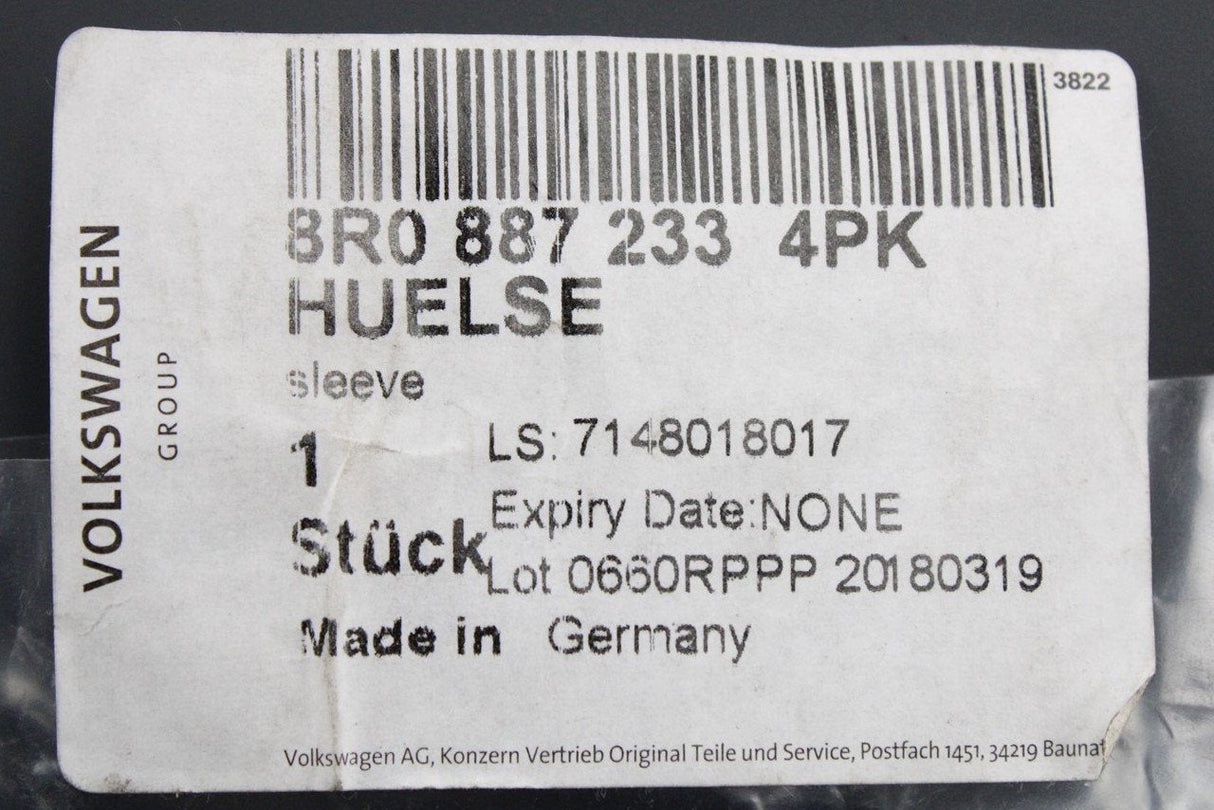 3822
8R0 887 233 4PK
HUELSE
sleeve
1
Stück
LS: 7148018017
Expiry Date:NONE
Lot 0660RPPP 20180319
Made in Germany
VOLKSWAGEN
GROUP
Volkswagen AG, Konzern Vertrieb Original Teile und Service, Postfach 1451, 34219 Baunat